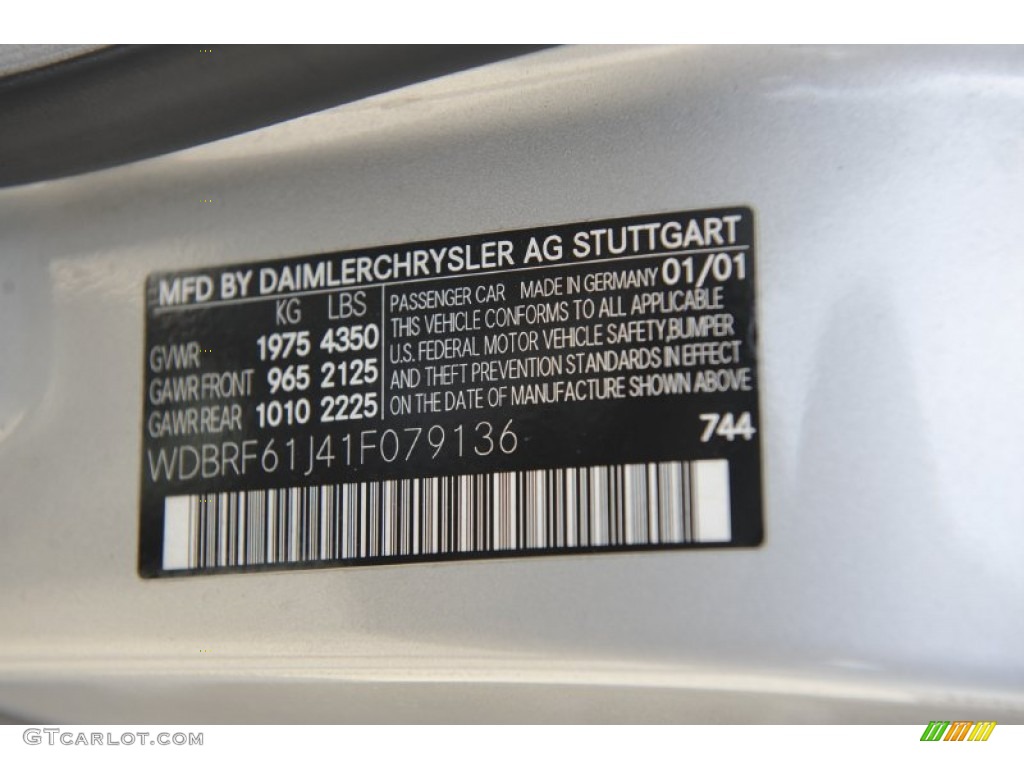 MFD BY DAIMLERCHRYSLER AG STUTTGART
KG LBS
GVWR 1975 4350
GAWR FRONT 965 2125
GAWR REAR 1010 2225
PASSENGER CAR MADE IN GERMANY 01/01
THIS VEHICLE CONFORMS TO ALL APPLICABLE
U.S. FEDERAL MOTOR VEHICLE SAFETY, BUMPER
AND THEFT PREVENTION STANDARDS IN EFFECT
ON THE DATE OF MANUFACTURE SHOWN ABOVE
744
WDBRF61J41F079136
GTCARLOT.COM